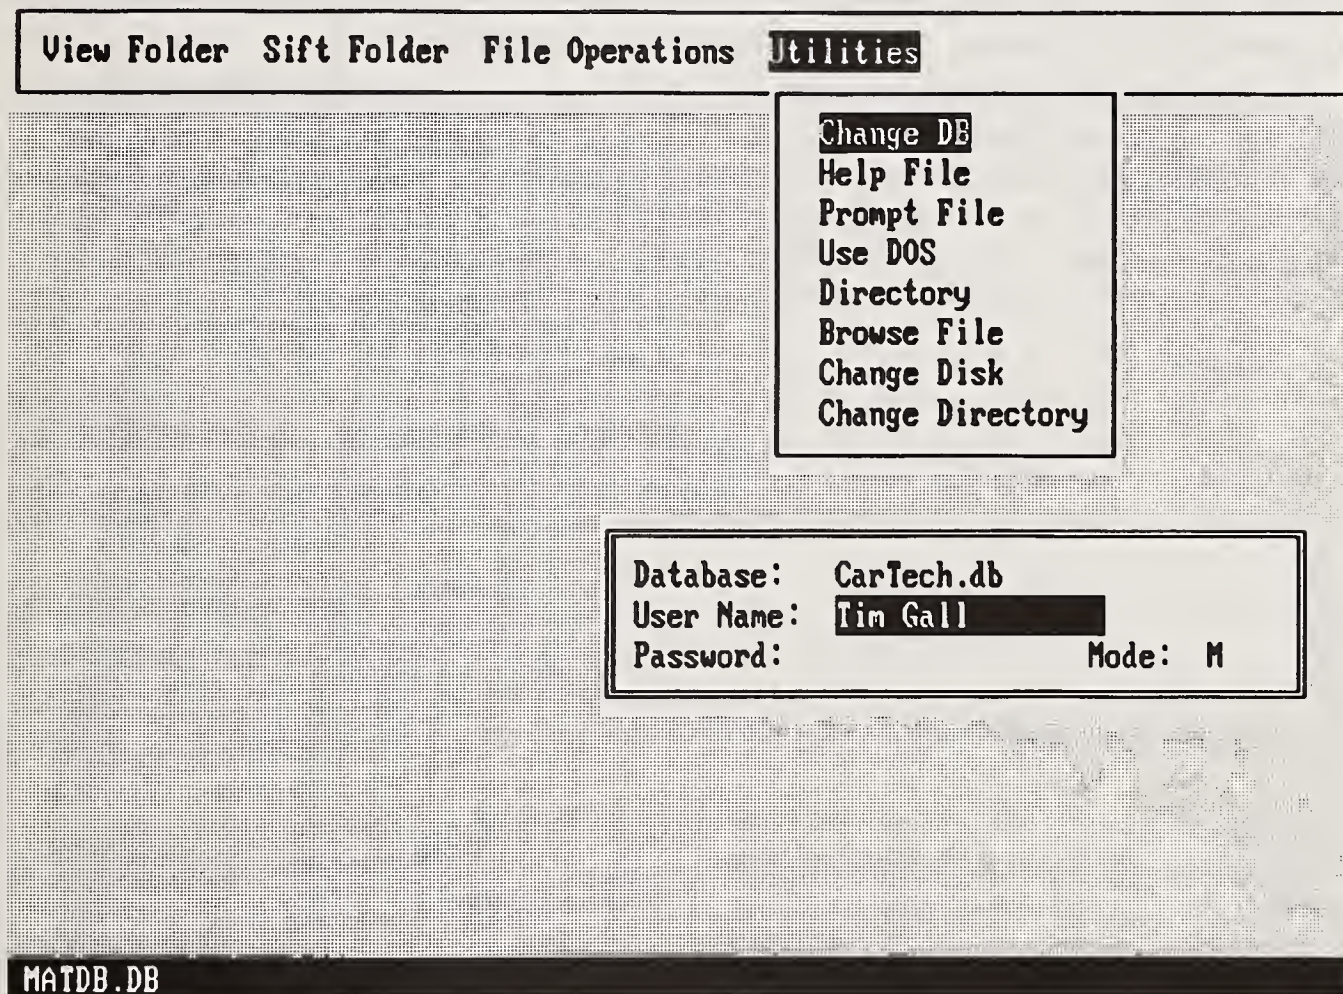 View Folder Sift Folder File Operations Utilities
Change DB
Help File
Prompt File
Use DOS
Directory
Browse File
Change Disk
Change Directory
Database: CarTech.db
User Name: Tim Gall
Password: Mode: M
MATDB.DB